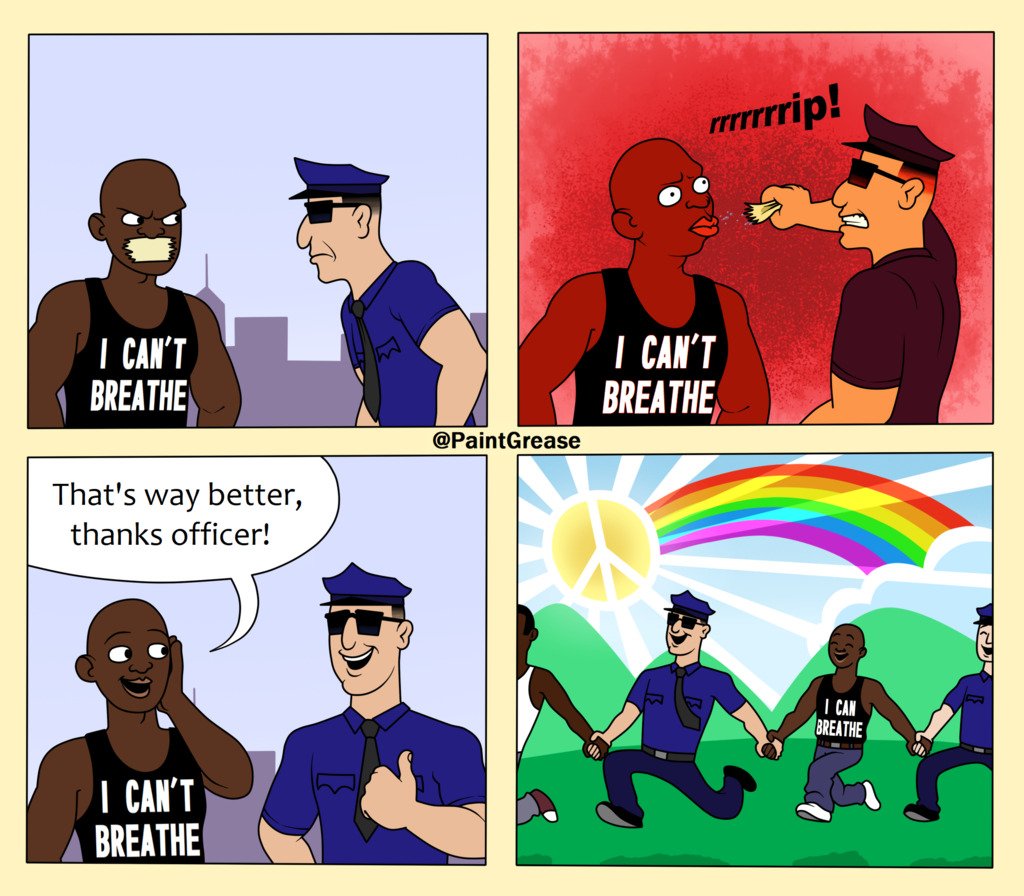 I CAN'T
BREATHE
rrrrrrrip!
I CAN'T
BREATHE
@PaintGrease
That's way better,
thanks officer!
I CAN'T
BREATHE
I CAN
BREATHE